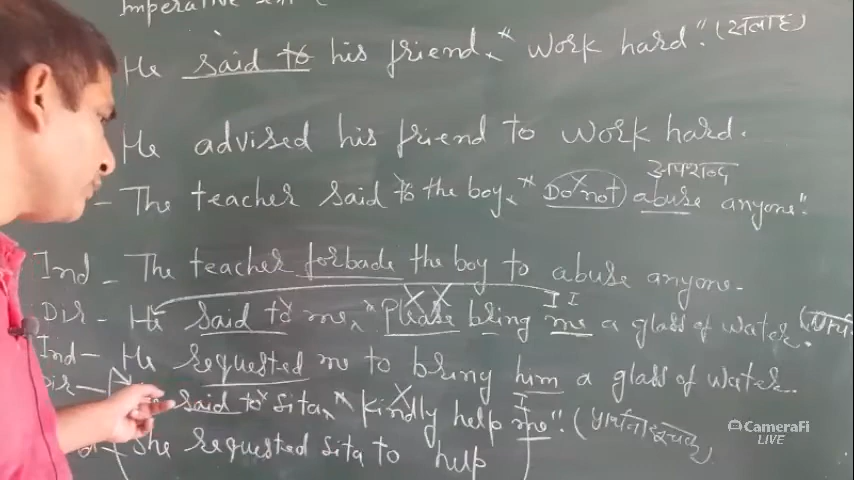 Imperative sent
He said to his friend, "Work hard." (सलाह)
He advised his friend to work hard.
अपशब्द
- The teacher said to the boy, "Do not abuse anyone".
Ind - The teacher forbade the boy to abuse anyone.
I I
Dir - He said to me, "Please bring me a glass of water.
Ind - He requested me to bring him a glass of water.
Dir - said to Sita, "kindly help me". (प्रार्थना सूचक)
She requested Sita to help
CameraFi
LIVE